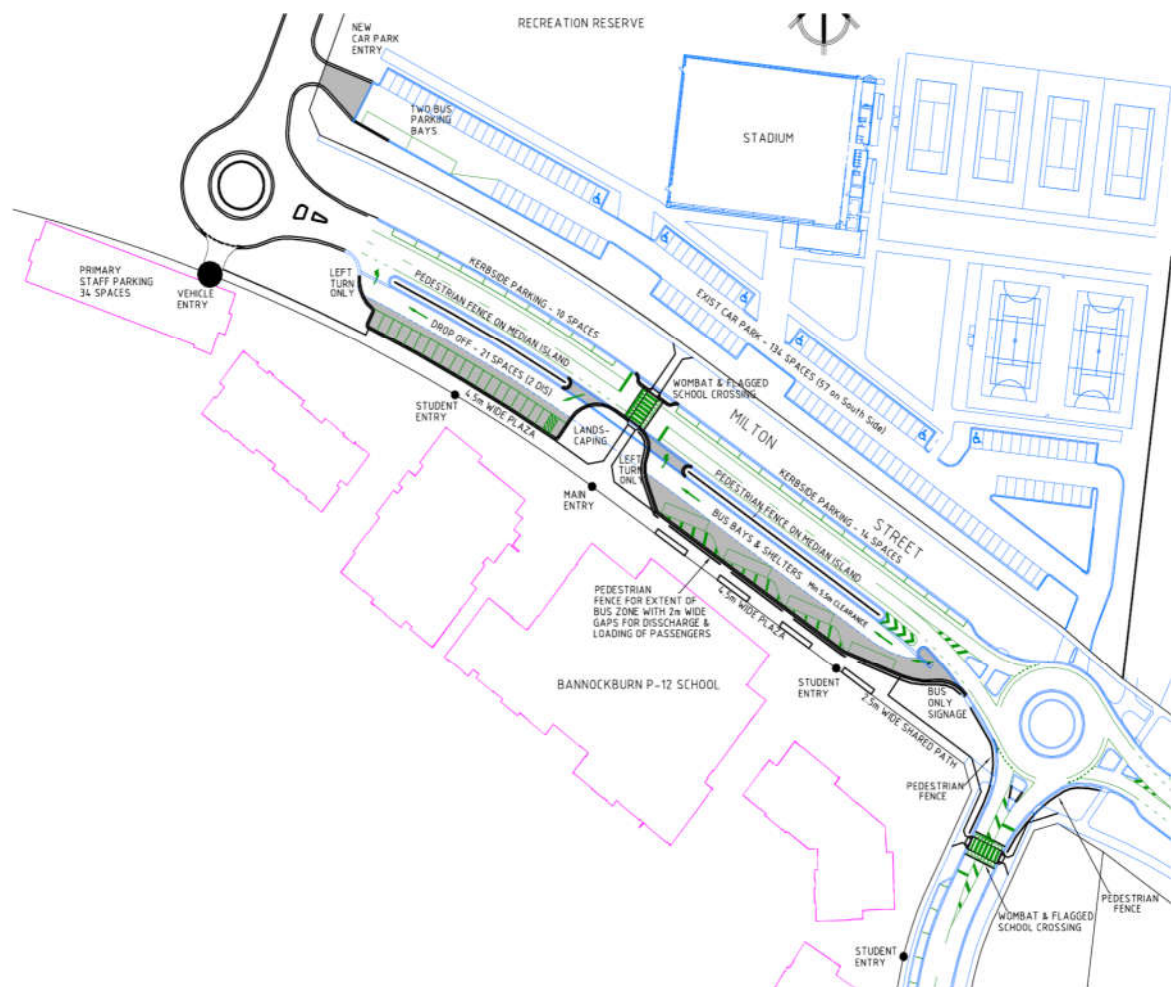 RECREATION RESERVE
NEW
CAR PARK
ENTRY
TWO BUS
PARKING
BAYS
STADIUM
PRIMARY
STAFF PARKING
34 SPACES
VEHICLE
ENTRY
LEFT
TURN
ONLY
KERBSIDE PARKING - 10 SPACES
PEDESTRIAN FENCE ON MEDIAN ISLAND
DROP OFF - 21 SPACES (2 DIS)
EXIST CAR PARK - 134 SPACES (57 on South Side)
STUDENT
ENTRY
4.5m WIDE PLAZA
LANDS-
CAPING
WOMBAT & FLAGGED
SCHOOL CROSSING
MILTON
STREET
LEFT
TURN
ONLY
MAIN
ENTRY
KERBSIDE PARKING - 14 SPACES
PEDESTRIAN FENCE ON MEDIAN ISLAND
BUS BAYS & SHELTERS
Min 5.5m CLEARANCE
PEDESTRIAN
FENCE FOR EXTENT OF
BUS ZONE WITH 2m WIDE
GAPS FOR DISSCHARGE &
LOADING OF PASSENGERS
4.5m WIDE PLAZA
BANNOCKBURN P-12 SCHOOL
STUDENT
ENTRY
BUS
ONLY
SIGNAGE
2.5m WIDE SHARED PATH
PEDESTRIAN
FENCE
PEDESTRIAN
FENCE
WOMBAT & FLAGGED
SCHOOL CROSSING
STUDENT
ENTRY